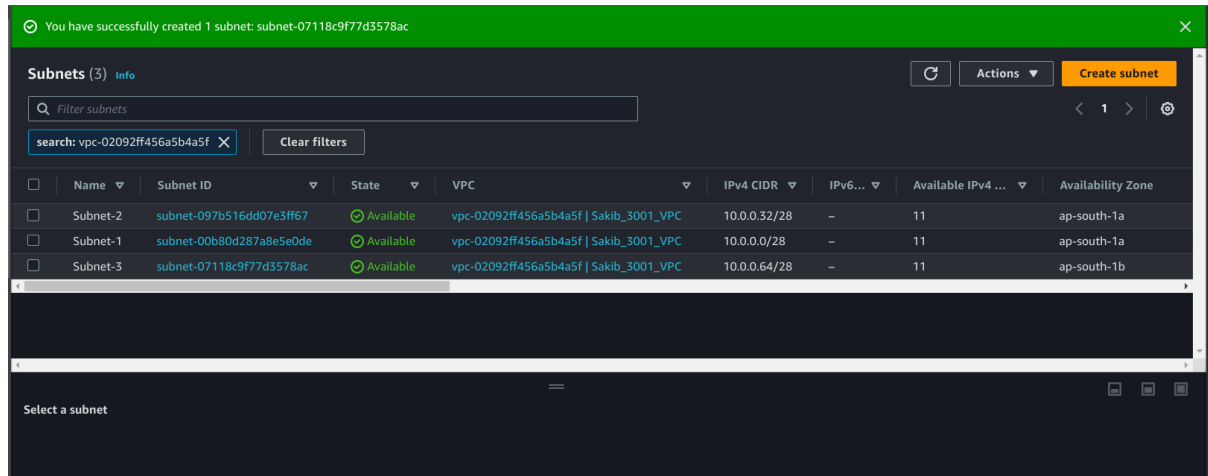 You have successfully created 1 subnet: subnet-07118c9f77d3578ac
Subnets (3) Info
Actions
Create subnet
Filter subnets
1
search: vpc-02092ff456a5b4a5f
Clear filters
Name Subnet ID State VPC IPv4 CIDR IPv6... Available IPv4 ... Availability Zone
Subnet-2 subnet-097b516dd07e3ff67 Available vpc-02092ff456a5b4a5f | Sakib_3001_VPC 10.0.0.32/28 – 11 ap-south-1a
Subnet-1 subnet-00b80d287a8e5e0de Available vpc-02092ff456a5b4a5f | Sakib_3001_VPC 10.0.0.0/28 – 11 ap-south-1a
Subnet-3 subnet-07118c9f77d3578ac Available vpc-02092ff456a5b4a5f | Sakib_3001_VPC 10.0.0.64/28 – 11 ap-south-1b
Select a subnet